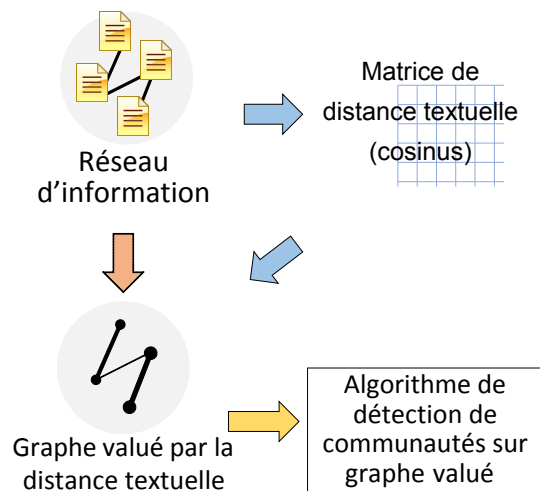 Réseau
d’information
Matrice de
distance textuelle
(cosinus)
Graphe valué par la
distance textuelle
Algorithme de
détection de
communautés sur
graphe valué